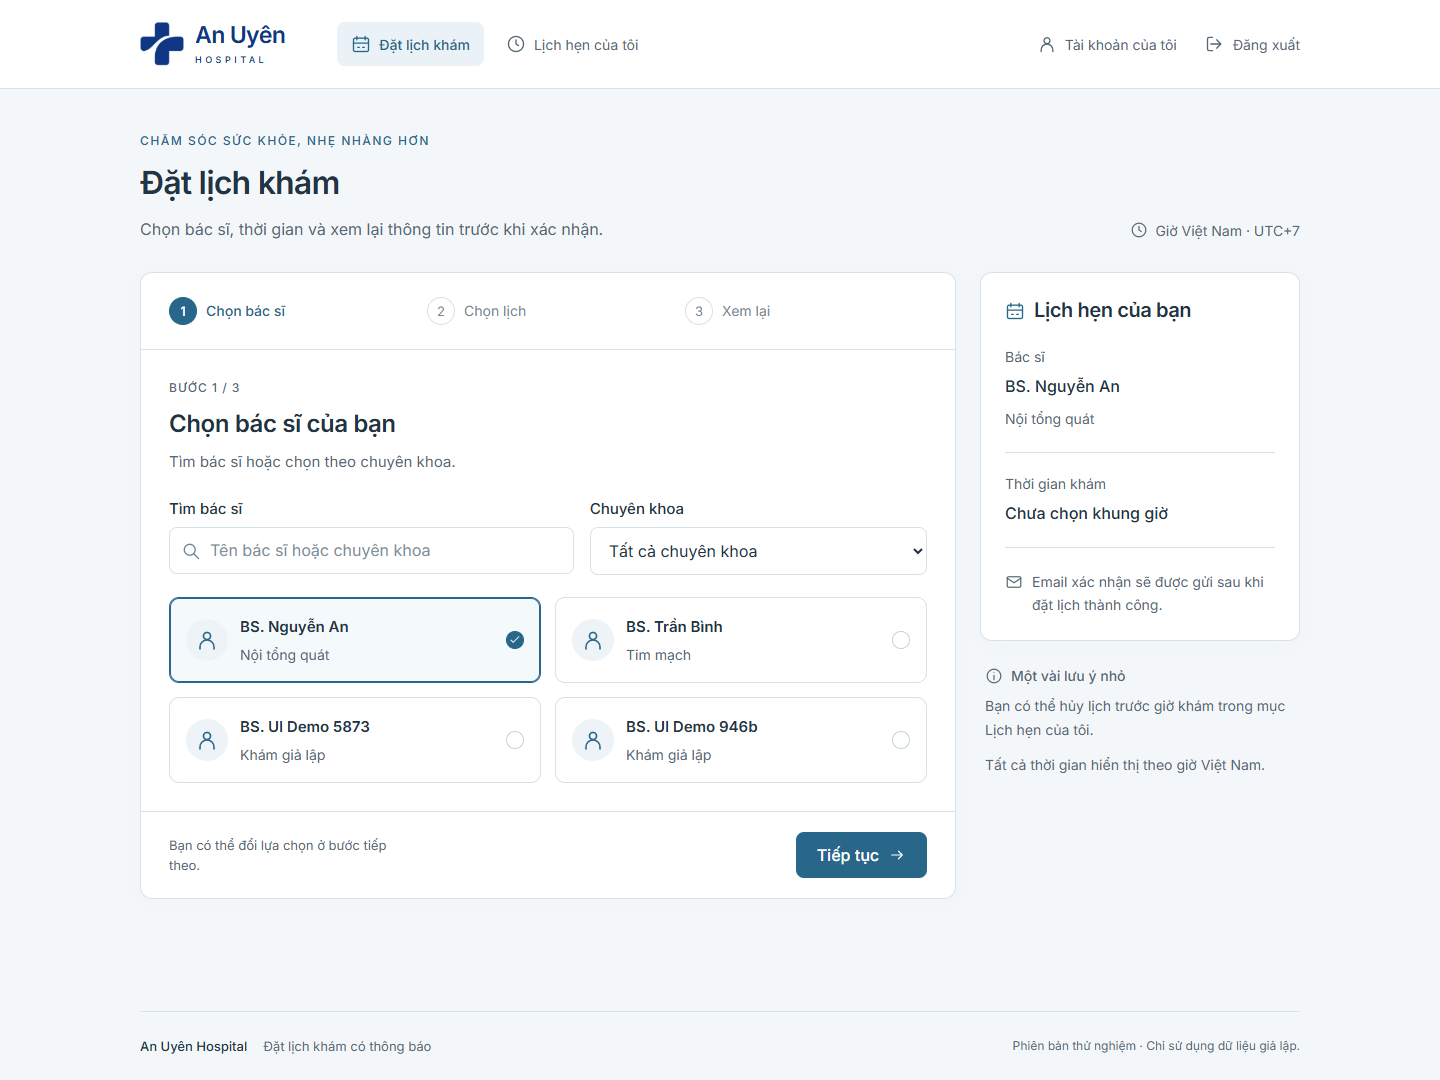 An Uyên
HOSPITAL
Đặt lịch khám
Lịch hẹn của tôi
Tài khoản của tôi
Đăng xuất
CHĂM SÓC SỨC KHỎE, NHẸ NHÀNG HƠN
Đặt lịch khám
Chọn bác sĩ, thời gian và xem lại thông tin trước khi xác nhận.
Giờ Việt Nam · UTC+7
1 Chọn bác sĩ
2 Chọn lịch
3 Xem lại
BƯỚC 1 / 3
Chọn bác sĩ của bạn
Tìm bác sĩ hoặc chọn theo chuyên khoa.
Tìm bác sĩ
Chuyên khoa
Tên bác sĩ hoặc chuyên khoa
Tất cả chuyên khoa
BS. Nguyễn An
Nội tổng quát
BS. Trần Bình
Tim mạch
BS. UI Demo 5873
Khám giả lập
BS. UI Demo 946b
Khám giả lập
Bạn có thể đổi lựa chọn ở bước tiếp
theo.
Tiếp tục
Lịch hẹn của bạn
Bác sĩ
BS. Nguyễn An
Nội tổng quát
Thời gian khám
Chưa chọn khung giờ
Email xác nhận sẽ được gửi sau khi
đặt lịch thành công.
Một vài lưu ý nhỏ
Bạn có thể hủy lịch trước giờ khám trong mục
Lịch hẹn của tôi.
Tất cả thời gian hiển thị theo giờ Việt Nam.
An Uyên Hospital
Đặt lịch khám có thông báo
Phiên bản thử nghiệm · Chỉ sử dụng dữ liệu giả lập.